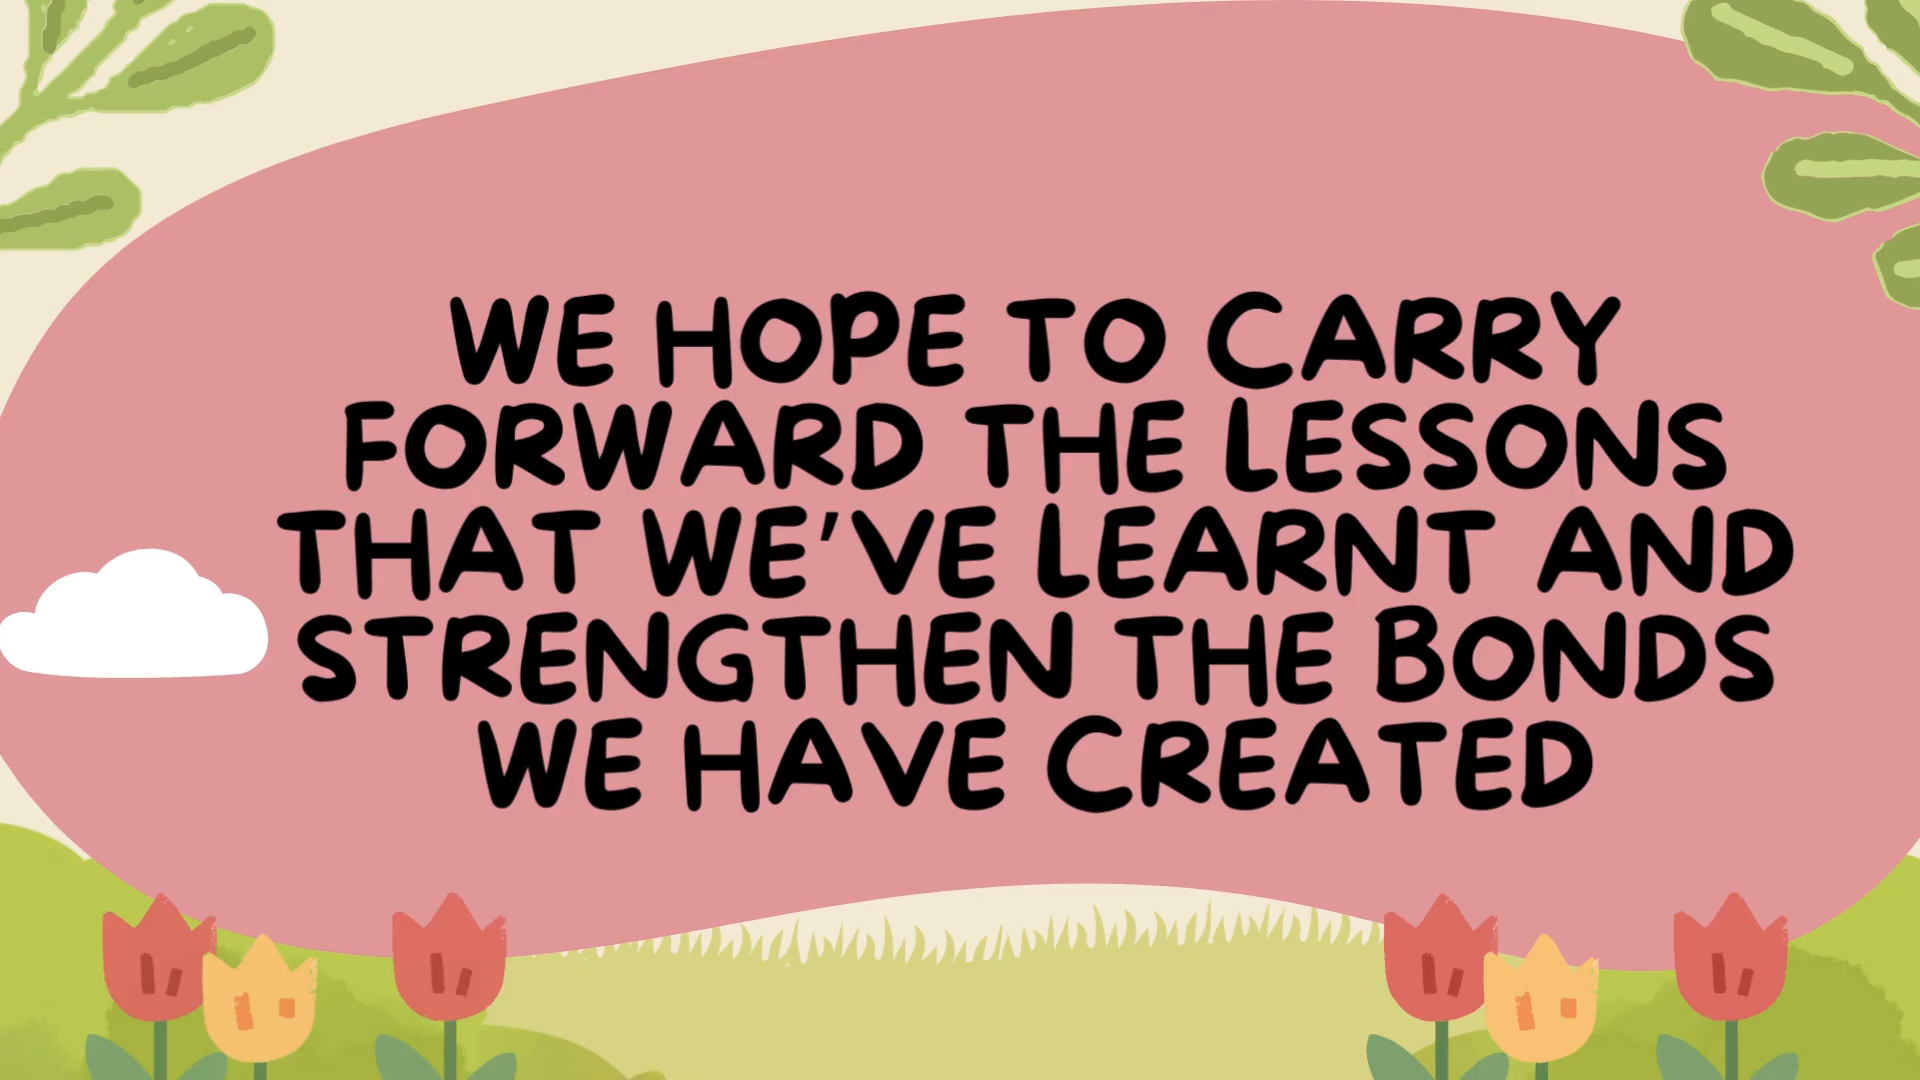 WE HOPE TO CARRY
FORWARD THE LESSONS
THAT WE'VE LEARNT AND
STRENGTHEN THE BONDS
WE HAVE CREATED